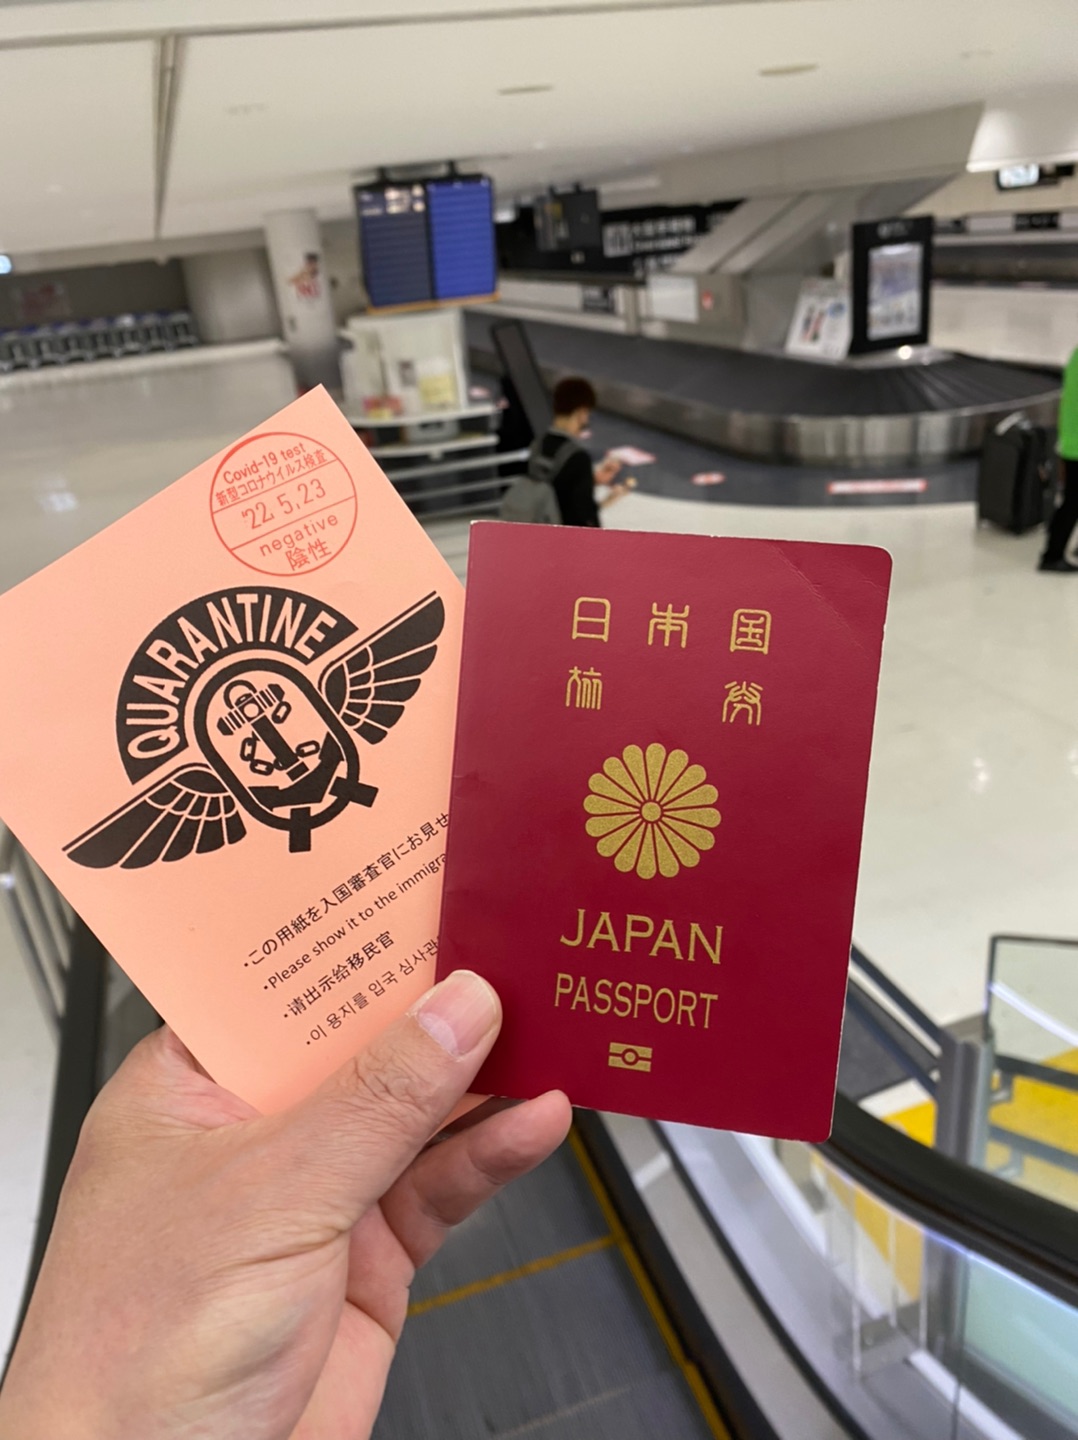 Covid-19 test
新型コロナウイルス検査
'22.5.23
negative
陰性
QUARANTINE
・この用紙を入国審査官にお見せ
・Please show it to the immigra
・请出示给移民官
・이 용지를 입국 심사관
日本国
旅券
JAPAN
PASSPORT